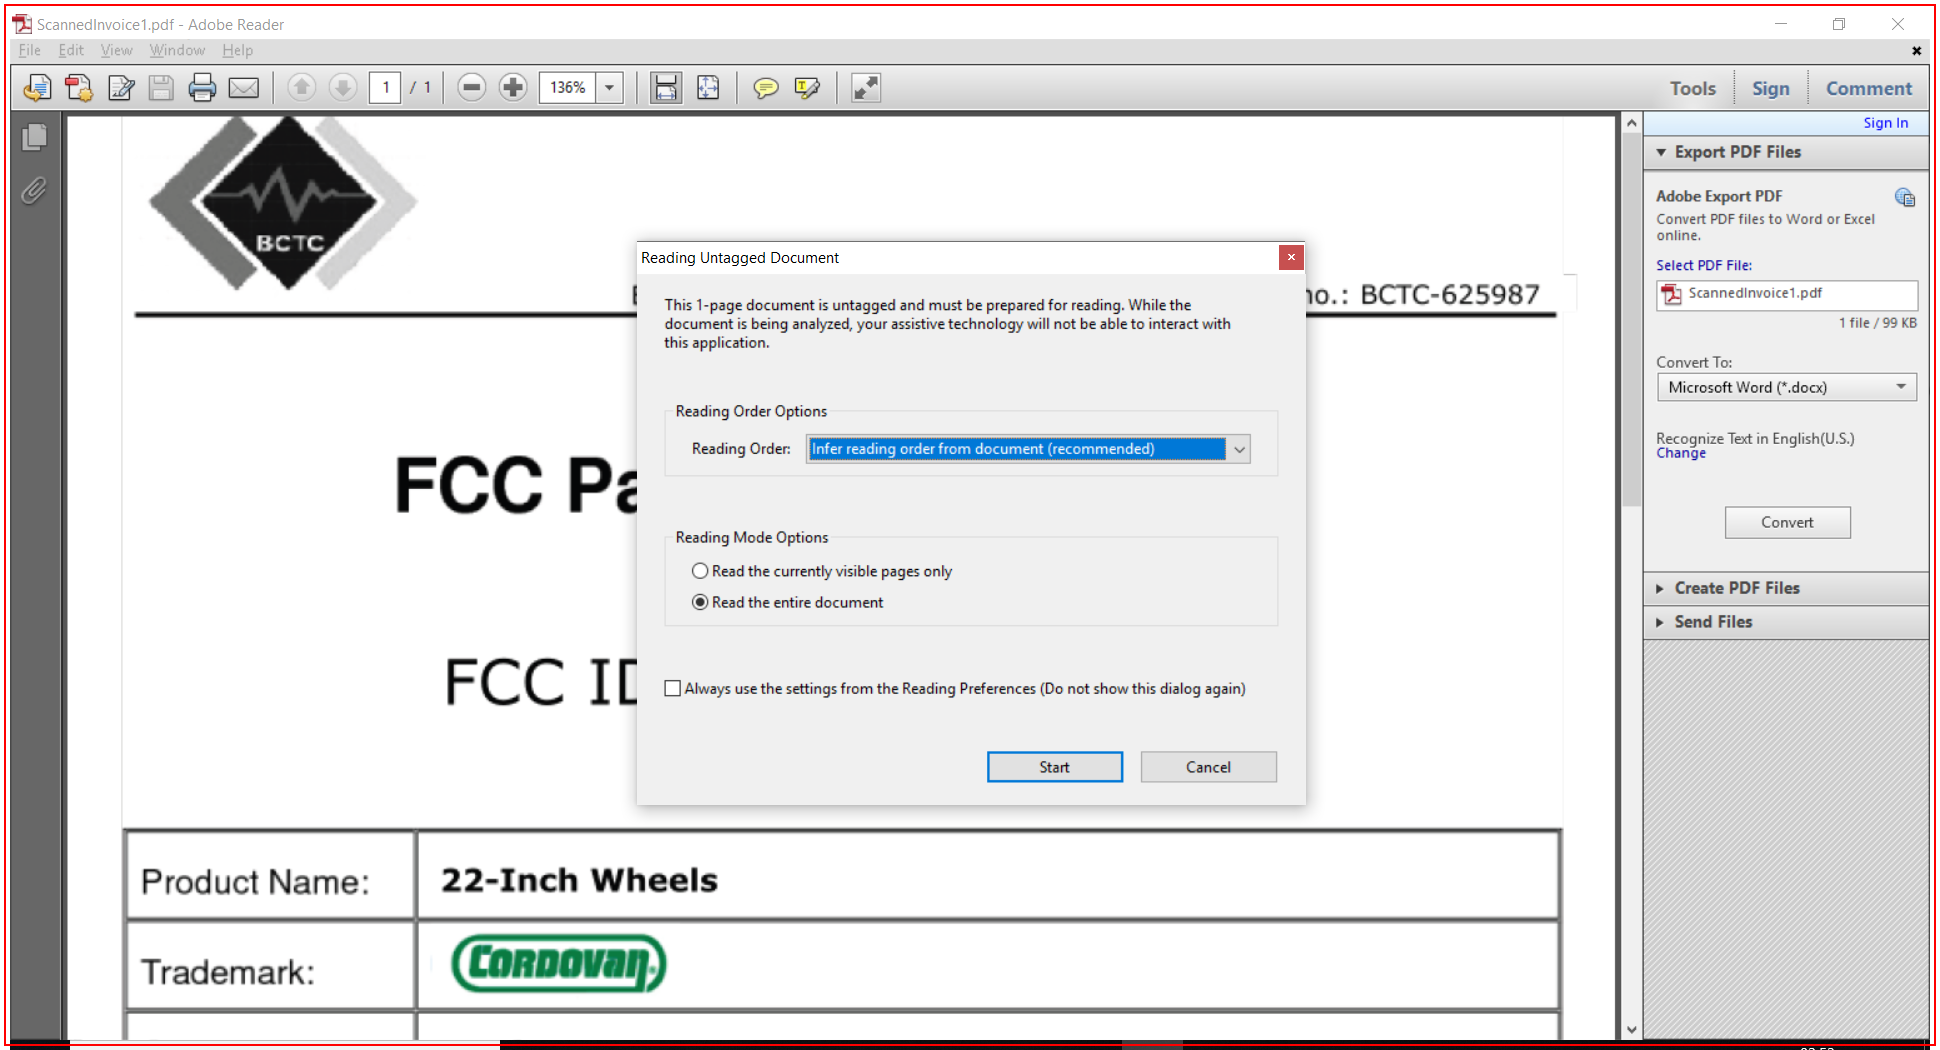 ScannedInvoice1.pdf - Adobe Reader
File Edit View Window Help
1 / 1
136%
Tools
Sign
Comment
Sign In
Export PDF Files
Adobe Export PDF
Convert PDF files to Word or Excel
online.
Select PDF File:
ScannedInvoice1.pdf
1 file / 99 KB
Convert To:
Microsoft Word (*.docx)
Recognize Text in English(U.S.)
Change
Convert
Create PDF Files
Send Files
BCTC
no.: BCTC-625987
FCC
FCC
Reading Untagged Document
This 1-page document is untagged and must be prepared for reading. While the
document is being analyzed, your assistive technology will not be able to interact with
this application.
Reading Order Options
Reading Order: Infer reading order from document (recommended)
Reading Mode Options
Read the currently visible pages only
Read the entire document
Always use the settings from the Reading Preferences (Do not show this dialog again)
Start
Cancel
Product Name: 22-Inch Wheels
Trademark: CORDOVAN